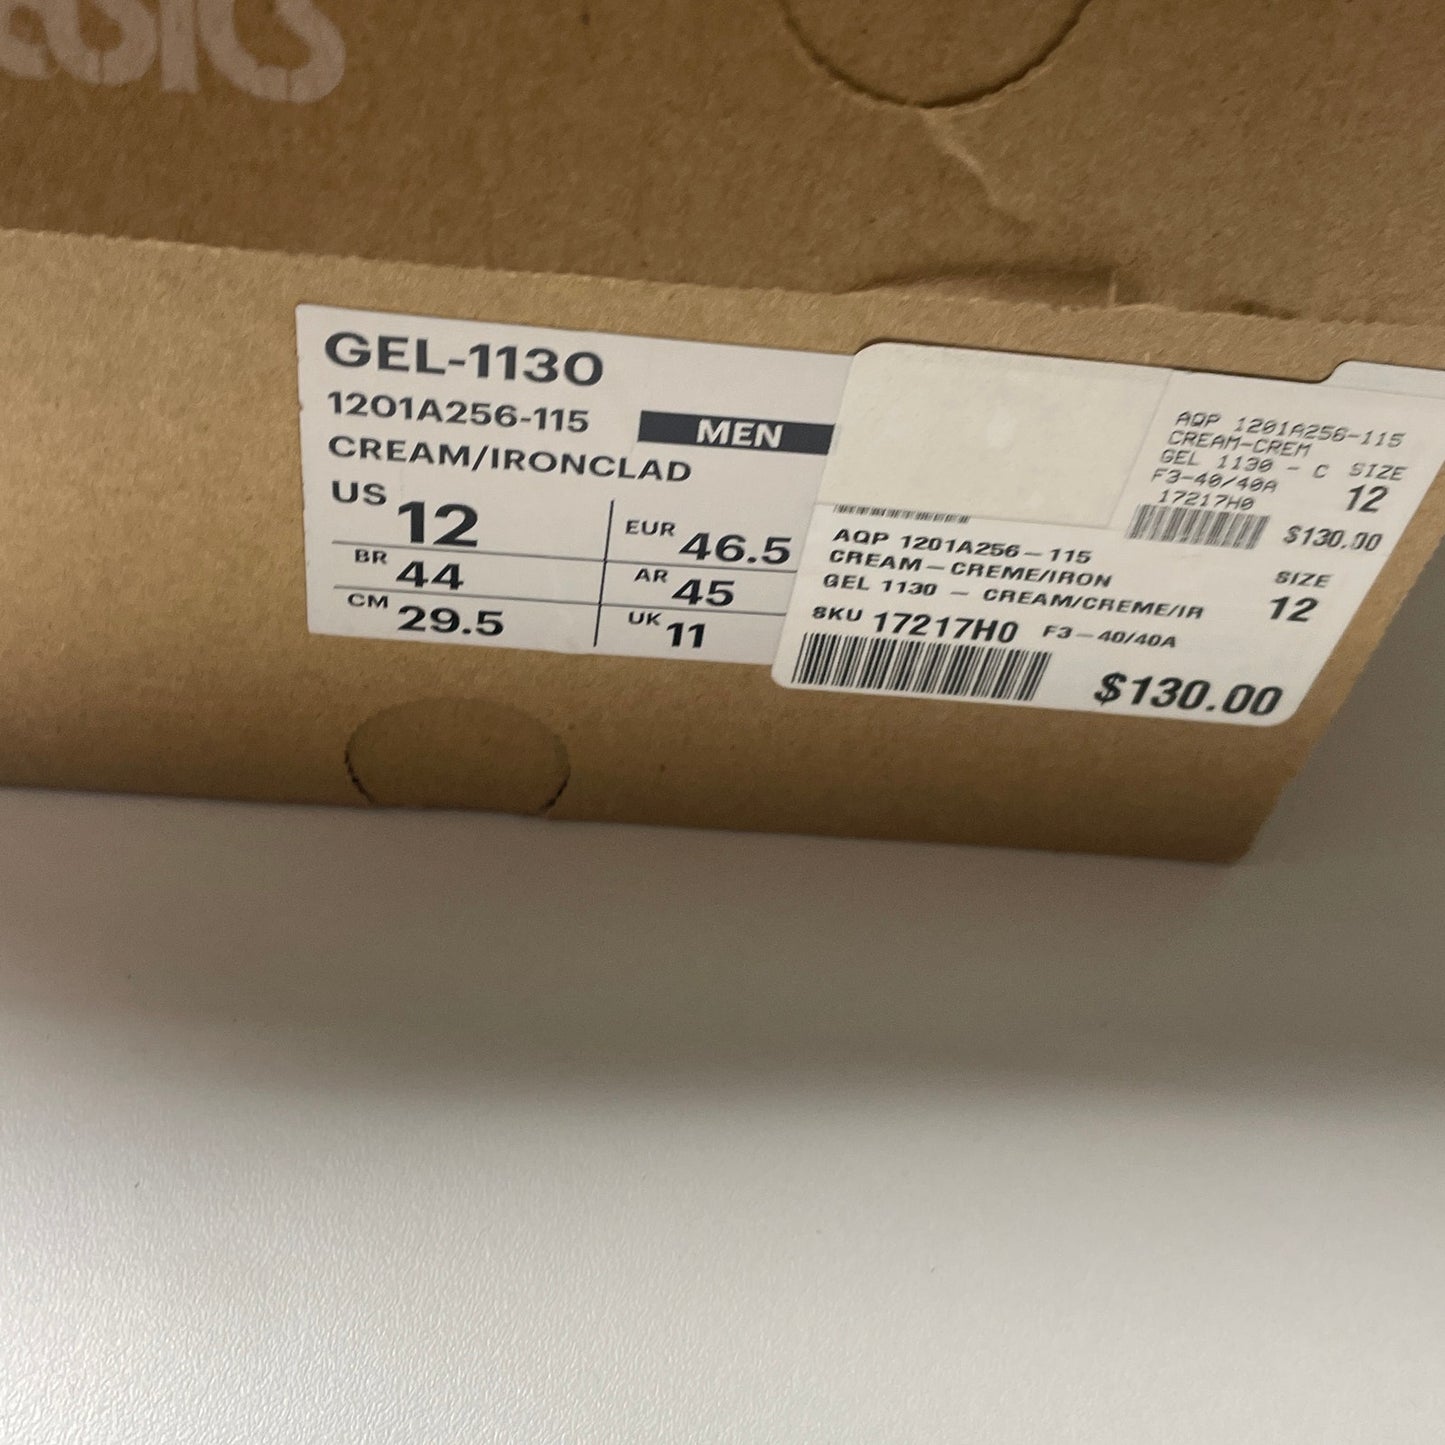 asics
GEL-1130
1201A256-115
MEN
CREAM/IRONCLAD
US 12
EUR 46.5
BR 44
AR 45
CM 29.5
UK 11
AQP 1201A256-115
CREAM-CREM
GEL 1130 - C SIZE
F3-40/40A 12
17217H0
$130.00
AQP 1201A256-115
CREAM-CREME/IRON SIZE
GEL 1130 - CREAM/CREME/IR 12
SKU 17217H0 F3-40/40A
$130.00